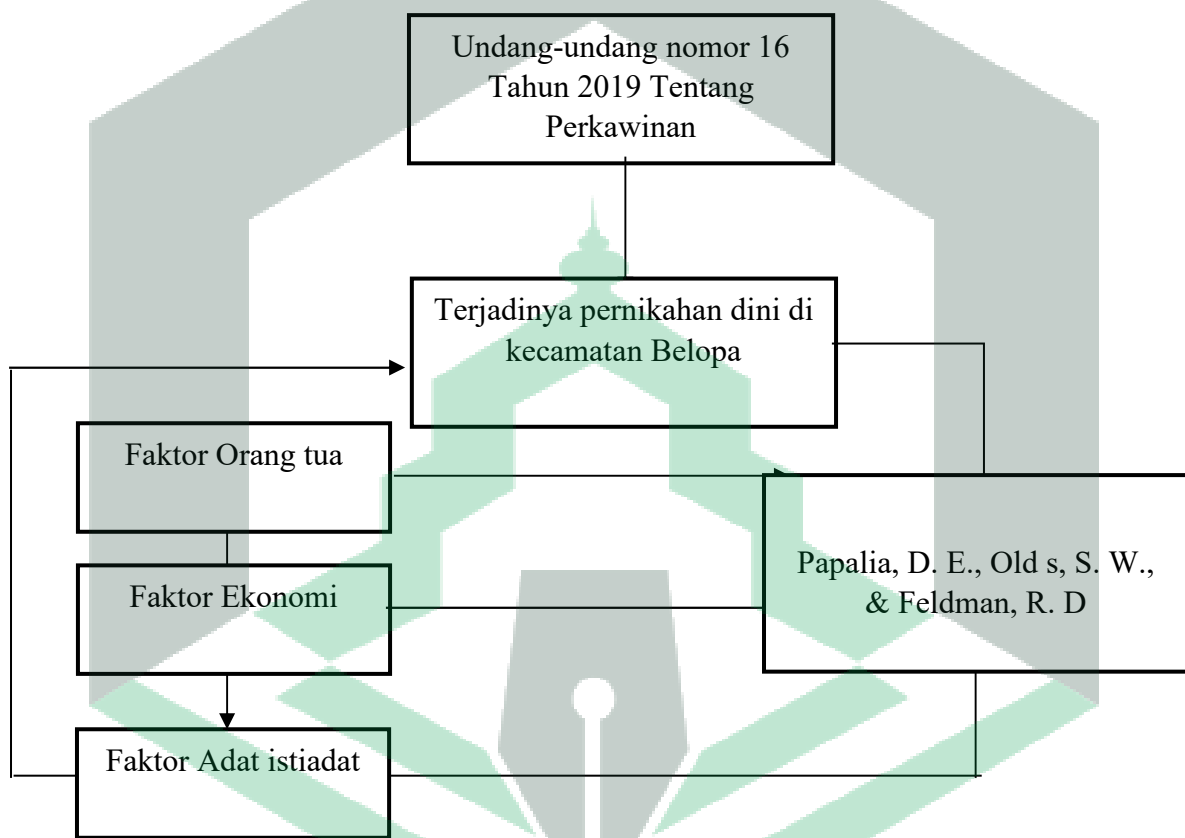 Undang-undang nomor 16
Tahun 2019 Tentang
Perkawinan
Terjadinya pernikahan dini di
kecamatan Belopa
Faktor Orang tua
Papalia, D. E., Old s, S. W.,
& Feldman, R. D
Faktor Ekonomi
Faktor Adat istiadat